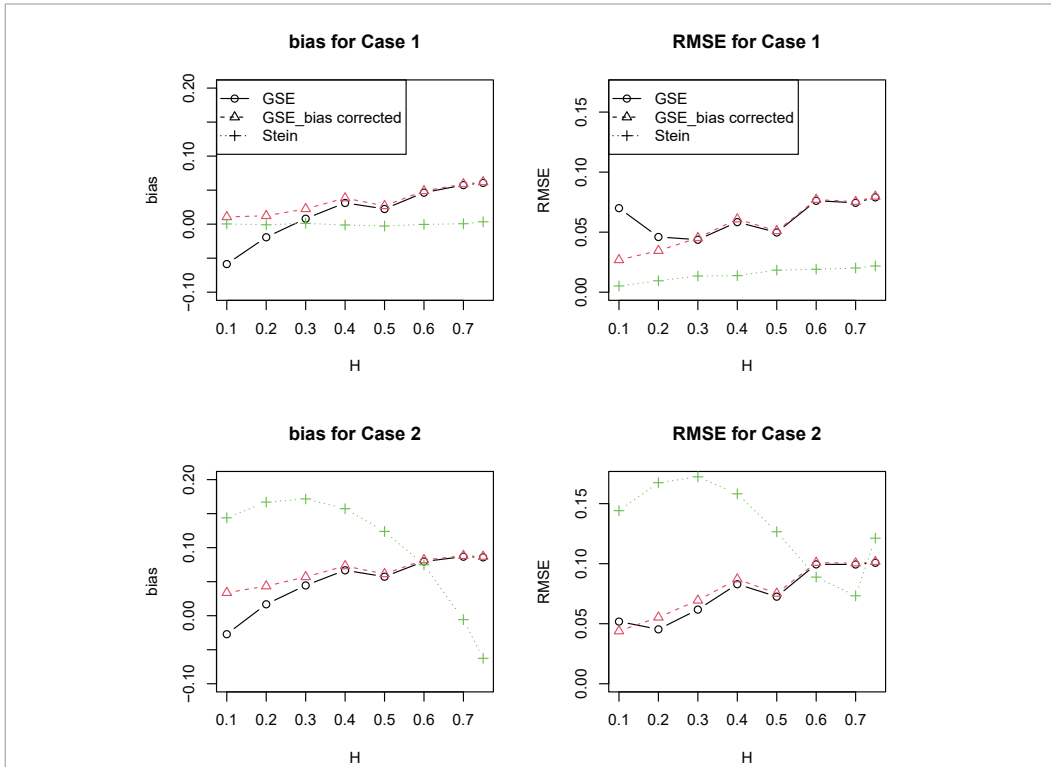 bias for Case 1
0.20
0.10
0.00
−0.10
bias
GSE
GSE_bias corrected
Stein
0.1 0.2 0.3 0.4 0.5 0.6 0.7
H
RMSE for Case 1
0.15
0.10
0.05
0.00
RMSE
GSE
GSE_bias corrected
Stein
0.1 0.2 0.3 0.4 0.5 0.6 0.7
H
bias for Case 2
0.20
0.10
0.00
−0.10
bias
0.1 0.2 0.3 0.4 0.5 0.6 0.7
H
RMSE for Case 2
0.15
0.10
0.05
0.00
RMSE
0.1 0.2 0.3 0.4 0.5 0.6 0.7
H